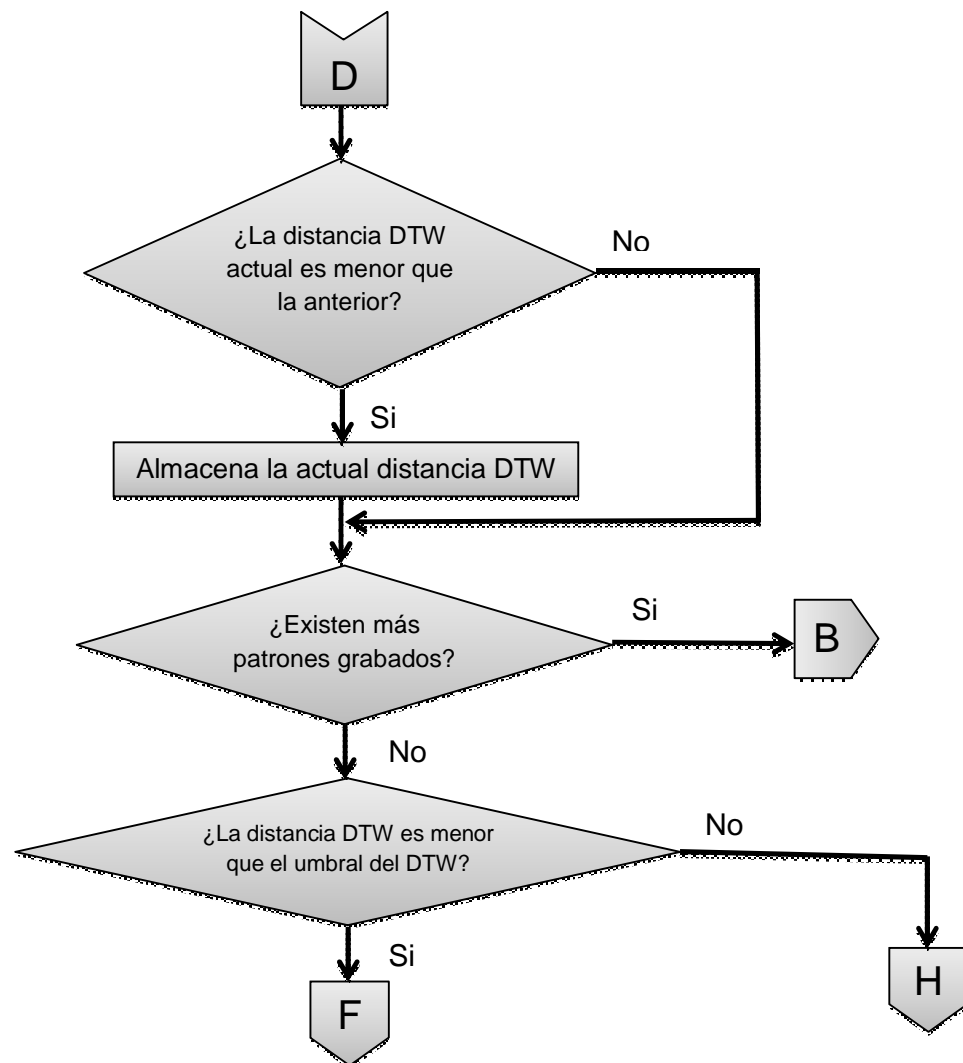 D
¿La distancia DTW
actual es menor que
la anterior?
No
Si
Almacena la actual distancia DTW
¿Existen más
patrones grabados?
Si
B
No
¿La distancia DTW es menor
que el umbral del DTW?
No
Si
F
H